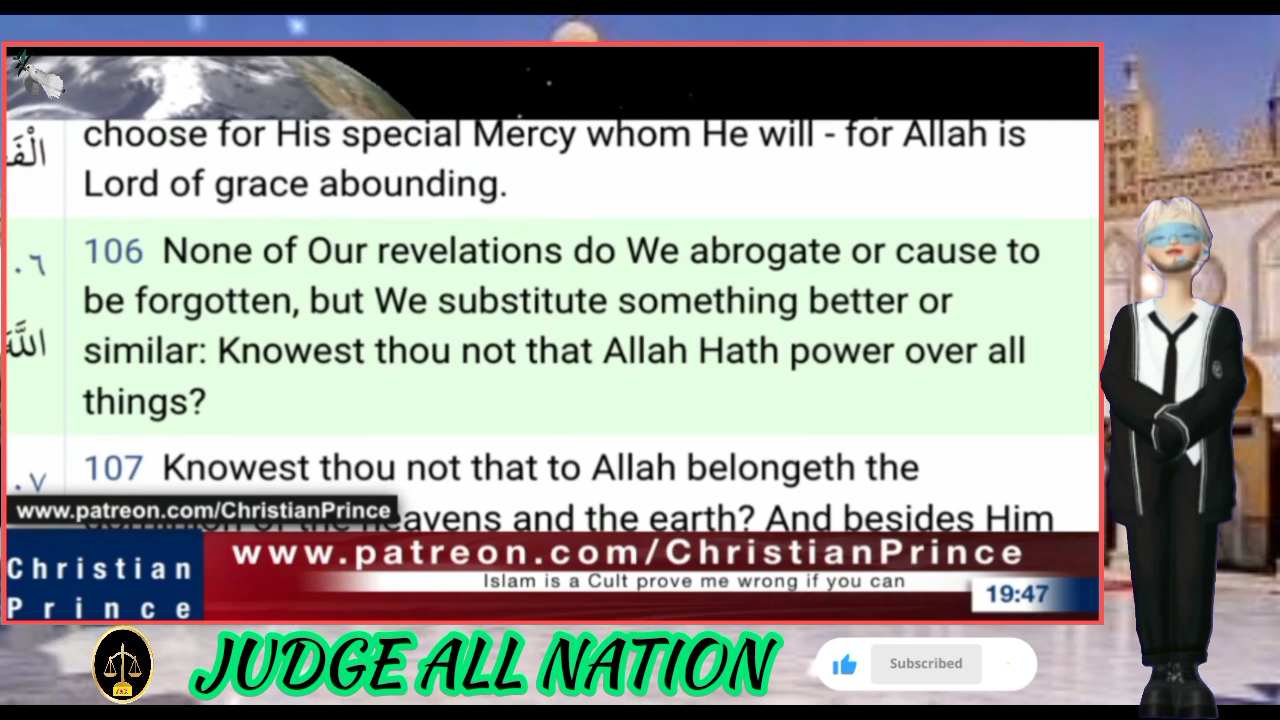 choose for His special Mercy whom He will - for Allah is
Lord of grace abounding.
106 None of Our revelations do We abrogate or cause to
be forgotten, but We substitute something better or
similar: Knowest thou not that Allah Hath power over all
things?
107 Knowest thou not that to Allah belongeth the
dominion of the heavens and the earth? And besides Him
اللَّهَ
www.patreon.com/ChristianPrince
www.patreon.com/ChristianPrince
Islam is a Cult prove me wrong if you can
Christian
Prince
19:47
JUDGE ALL NATION
Subscribed